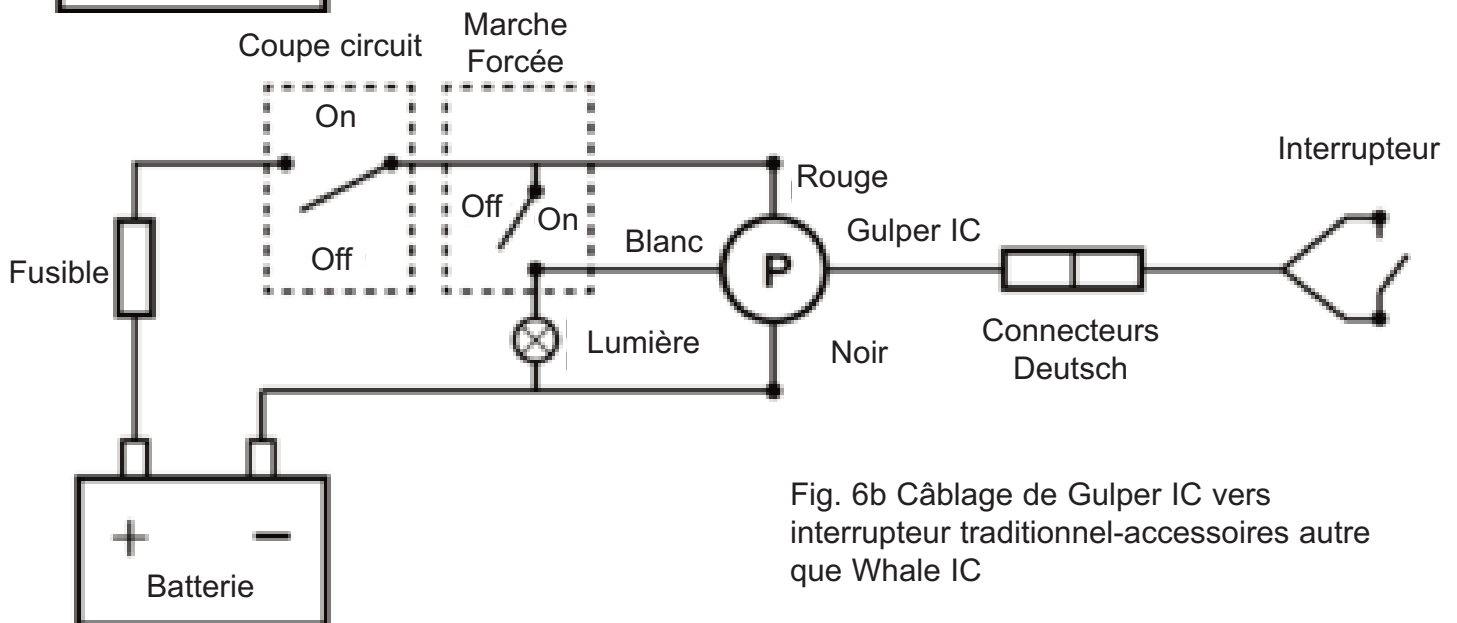 Coupe circuit
Marche
Forcée
On
Off
Off
On
Fusible
Blanc
Lumière
Rouge
P
Gulper IC
Noir
Connecteurs
Deutsch
Interrupteur
+ −
Batterie
Fig. 6b Câblage de Gulper IC vers
interrupteur traditionnel-accessoires autre
que Whale IC